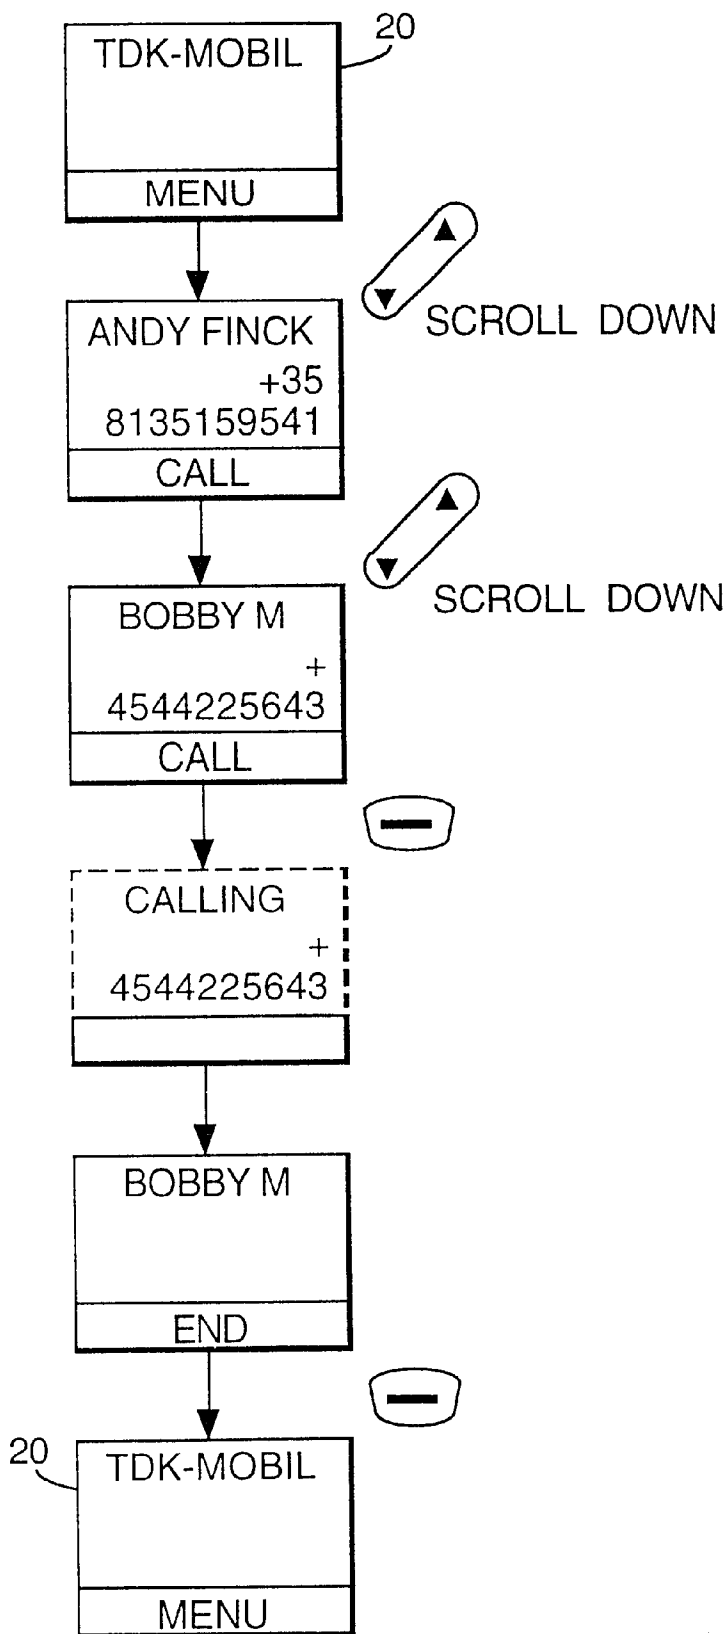 20
TDK-MOBIL
MENU
SCROLL DOWN
ANDY FINCK
+35
8135159541
CALL
SCROLL DOWN
BOBBY M
+
4544225643
CALL
CALLING
+
4544225643
BOBBY M
END
20
TDK-MOBIL
MENU